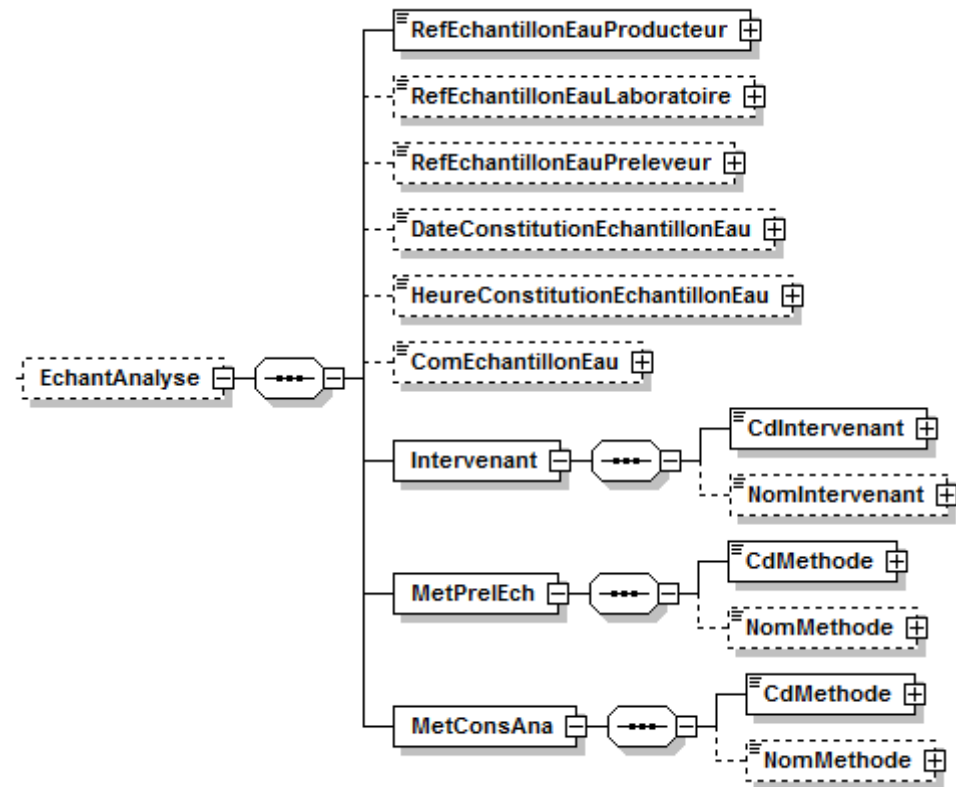 RefEchantillonEauProducteur
RefEchantillonEauLaboratoire
RefEchantillonEauPreleveur
DateConstitutionEchantillonEau
HeureConstitutionEchantillonEau
ComEchantillonEau
EchantAnalyse
Intervenant
CdIntervenant
NomIntervenant
MetPrelEch
CdMethode
NomMethode
MetConsAna
CdMethode
NomMethode